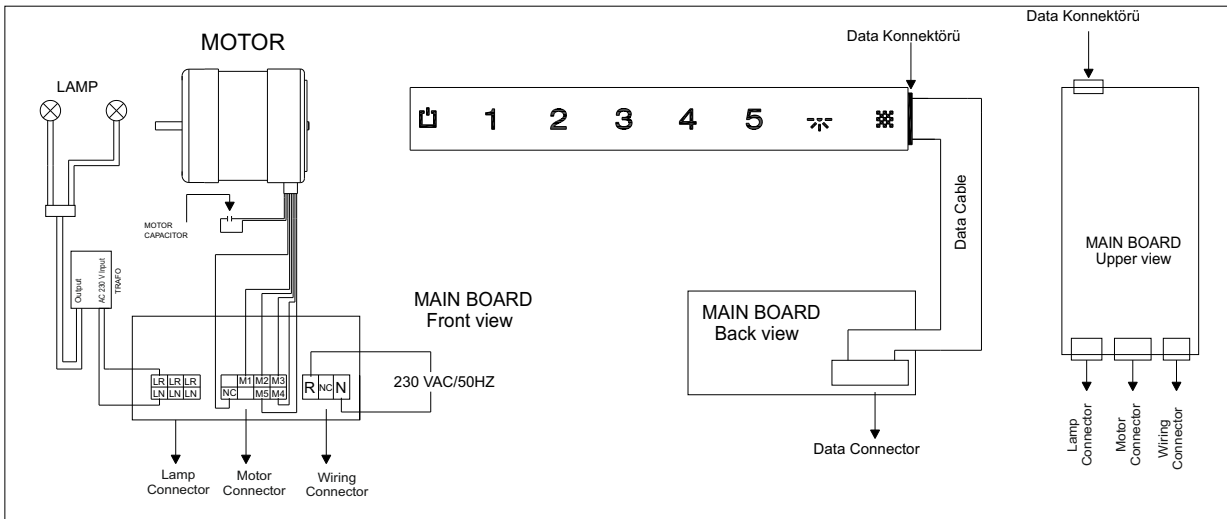 MOTOR
LAMP
MOTOR
CAPACITOR
Output
AC 230 V Input
TRAFO
MAIN BOARD
Front view
LR LR LR
LN LN LN
M1 M2 M3
NC M5 M4
R NC N
230 VAC/50HZ
Lamp
Connector
Motor
Connector
Wiring
Connector
Data Konnektörü
1 2 3 4 5
Data Cable
MAIN BOARD
Back view
Data Connector
Data Konnektörü
MAIN BOARD
Upper view
Lamp
Connector
Motor
Connector
Wiring
Connector